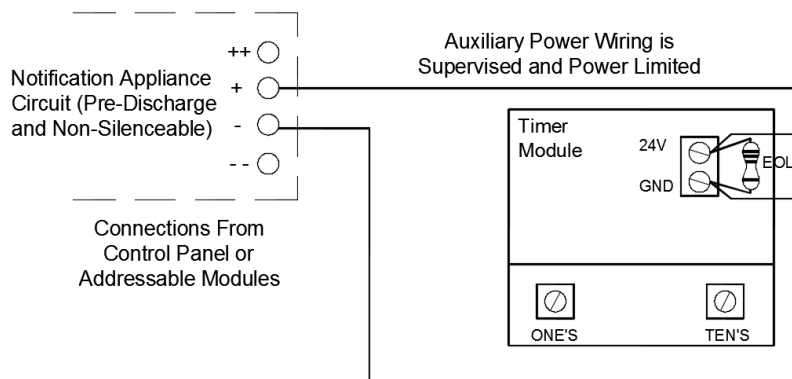 Auxiliary Power Wiring is
Supervised and Power Limited
++
+
-
--
Notification Appliance
Circuit (Pre-Discharge
and Non-Silenceable)
Connections From
Control Panel or
Addressable Modules
Timer
Module
24V
GND
EOL
ONE'S
TEN'S